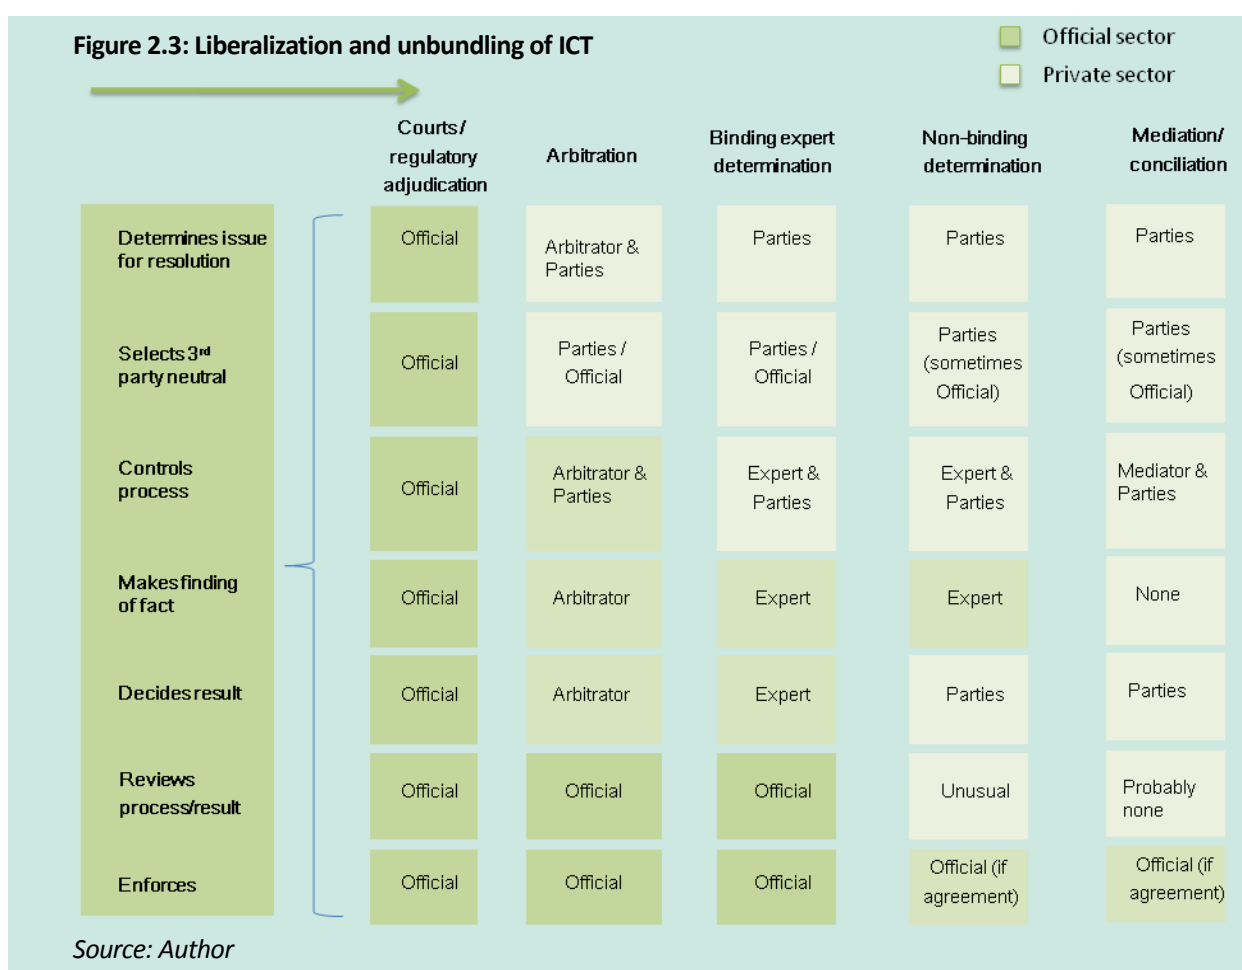 Figure 2.3: Liberalization and unbundling of ICT
Official sector
Private sector
Courts/
regulatory
adjudication
Arbitration
Binding expert
determination
Non-binding
determination
Mediation/
conciliation
Determines issue
for resolution
Official
Arbitrator &
Parties
Parties
Parties
Parties
Selects 3rd
party neutral
Official
Parties /
Official
Parties /
Official
Parties
(sometimes
Official)
Parties
(sometimes
Official)
Controls
process
Official
Arbitrator &
Parties
Expert &
Parties
Expert &
Parties
Mediator &
Parties
Makes finding
of fact
Official
Arbitrator
Expert
Expert
None
Decides result
Official
Arbitrator
Expert
Parties
Parties
Reviews
process/result
Official
Official
Official
Unusual
Probably
none
Enforces
Official
Official
Official
Official (if
agreement)
Official (if
agreement)
Source: Author